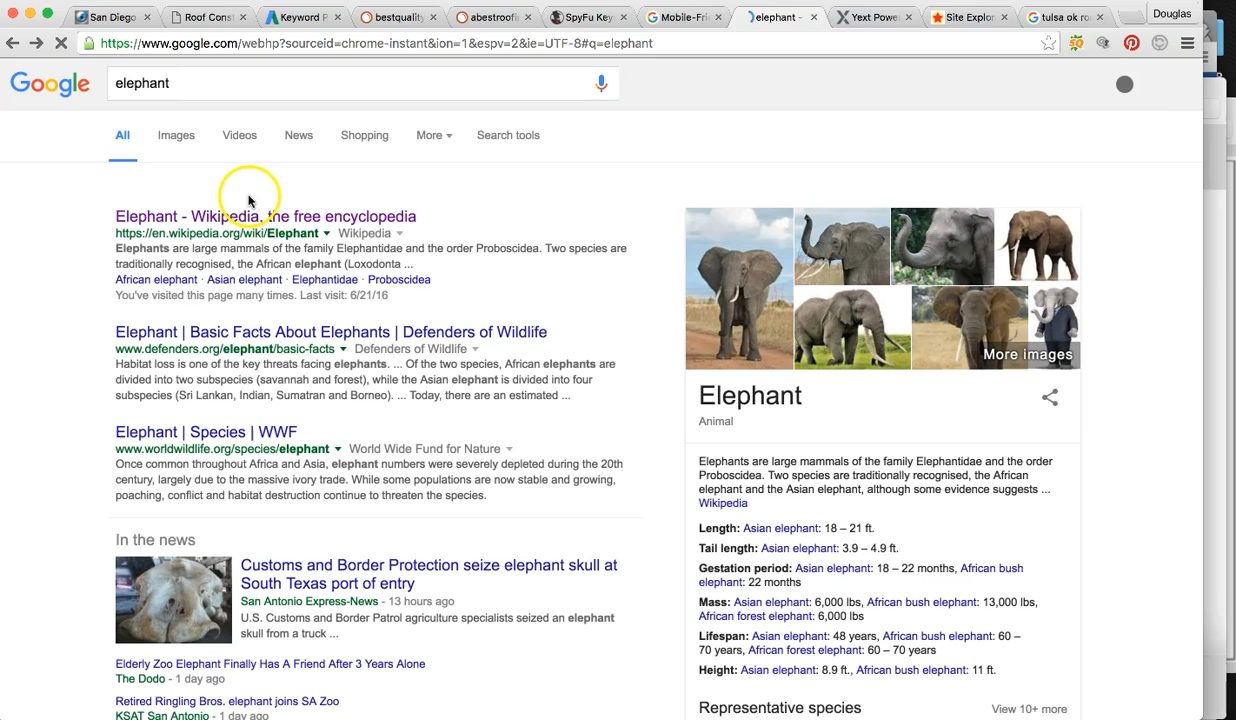 San Diego
Roof Cons
Keyword P
bestquality
abestroofi
SpyFu Key
Mobile-Fri
elephant -
Yext Powe
Site Explor
tulsa ok ro
Douglas
https://www.google.com/webhp?sourceid=chrome-instant&ion=1&espv=2&ie=UTF-8#q=elephant
Google
elephant
All Images Videos News Shopping More Search tools
Elephant - Wikipedia, the free encyclopedia
https://en.wikipedia.org/wiki/Elephant Wikipedia
Elephants are large mammals of the family Elephantidae and the order Proboscidea. Two species are
traditionally recognised, the African elephant (Loxodonta ...
African elephant · Asian elephant · Elephantidae · Proboscidea
You've visited this page many times. Last visit: 6/21/16
Elephant | Basic Facts About Elephants | Defenders of Wildlife
www.defenders.org/elephant/basic-facts Defenders of Wildlife
Habitat loss is one of the key threats facing elephants. ... Of the two species, African elephants are
divided into two subspecies (savannah and forest), while the Asian elephant is divided into four
subspecies (Sri Lankan, Indian, Sumatran and Borneo). ... Today, there are an estimated ...
Elephant | Species | WWF
www.worldwildlife.org/species/elephant World Wide Fund for Nature
Once common throughout Africa and Asia, elephant numbers were severely depleted during the 20th
century, largely due to the massive ivory trade. While some populations are now stable and growing,
poaching, conflict and habitat destruction continue to threaten the species.
In the news
Customs and Border Protection seize elephant skull at
South Texas port of entry
San Antonio Express-News - 13 hours ago
U.S. Customs and Border Patrol agriculture specialists seized an elephant
skull from a truck ...
Elderly Zoo Elephant Finally Has A Friend After 3 Years Alone
The Dodo - 1 day ago
Retired Ringling Bros. elephant joins SA Zoo
KSAT San Antonio - 1 day ago
More images
Elephant
Animal
Elephants are large mammals of the family Elephantidae and the order
Proboscidea. Two species are traditionally recognised, the African
elephant and the Asian elephant, although some evidence suggests ...
Wikipedia
Length: Asian elephant: 18 – 21 ft.
Tail length: Asian elephant: 3.9 – 4.9 ft.
Gestation period: Asian elephant: 18 – 22 months, African bush
elephant: 22 months
Mass: Asian elephant: 6,000 lbs, African bush elephant: 13,000 lbs,
African forest elephant: 6,000 lbs
Lifespan: Asian elephant: 48 years, African bush elephant: 60 –
70 years, African forest elephant: 60 – 70 years
Height: Asian elephant: 8.9 ft., African bush elephant: 11 ft.
Representative species View 10+ more